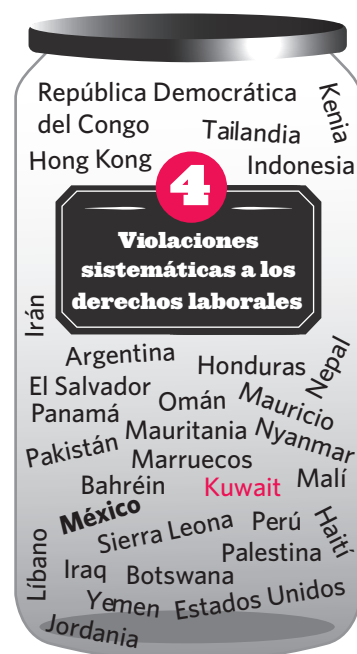 República Democrática
del Congo
Kenia
Tailandia
Hong Kong
Indonesia
4
Violaciones
sistemáticas a los
derechos laborales
Irán
Argentina
Honduras
Nepal
El Salvador
Omán
Mauricio
Panamá
Mauritania
Nyanmar
Pakistán
Marruecos
Bahréin
Kuwait
Malí
México
Sierra Leona
Perú
Haití
Líbano
Palestina
Iraq
Botswana
Yemen
Estados Unidos
Jordania